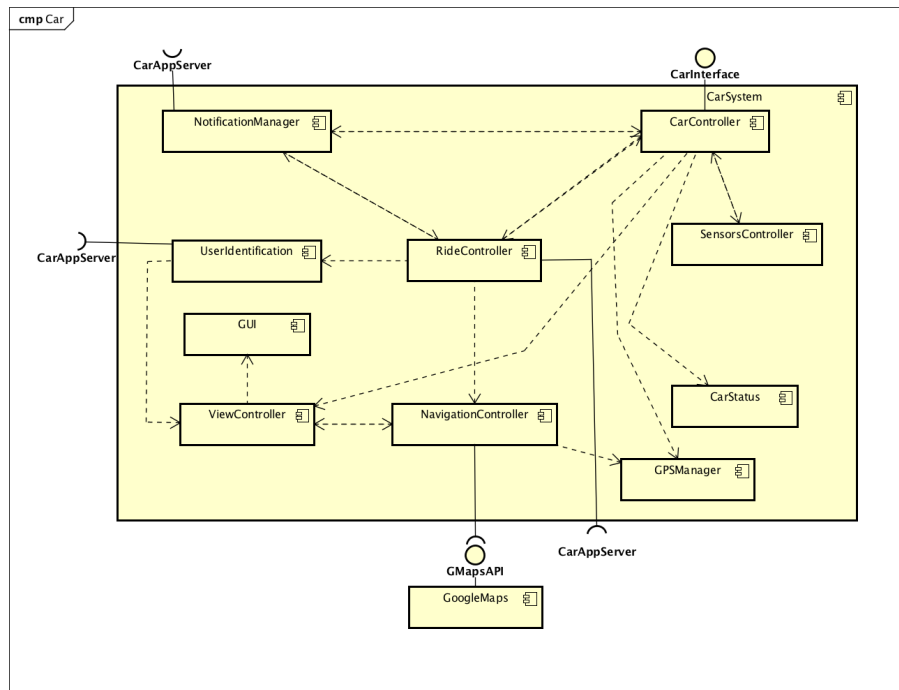 cmp Car
CarAppServer
CarInterface
CarSystem
NotificationManager
CarController
CarAppServer
UserIdentification
RideController
SensorsController
GUI
ViewController
NavigationController
CarStatus
GPSManager
CarAppServer
GMapsAPI
GoogleMaps